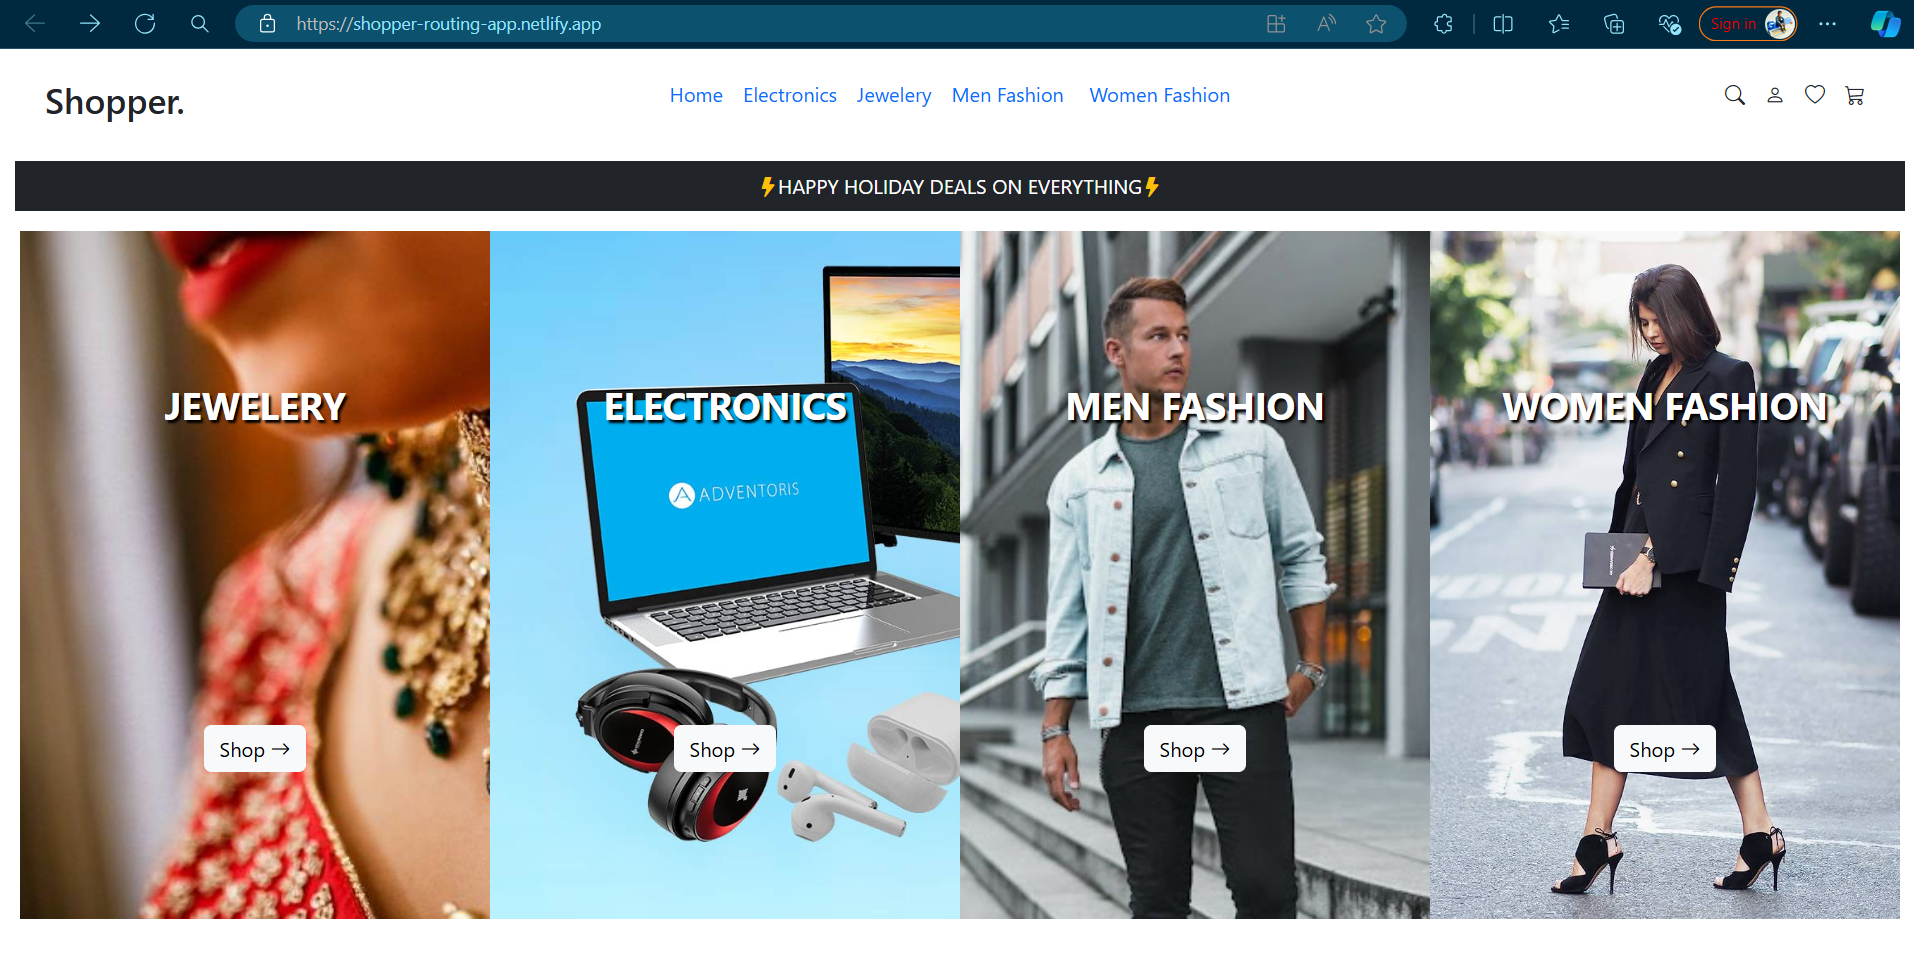 https://shopper-routing-app.netlify.app
Sign in
Shopper.
Home Electronics Jewelery Men Fashion Women Fashion
⚡HAPPY HOLIDAY DEALS ON EVERYTHING⚡
JEWELERY
ELECTRONICS
MEN FASHION
WOMEN FASHION
ADVENTORIS
Shop →
Shop →
Shop →
Shop →